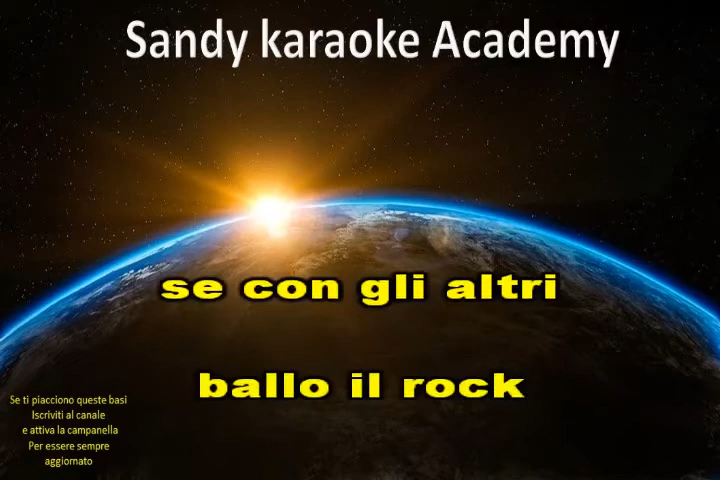 Sandy karaoke Academy
se con gli altri
ballo il rock
Se ti piacciono queste basi
Iscriviti al canale
e attiva la campanella
Per essere sempre
aggiornato